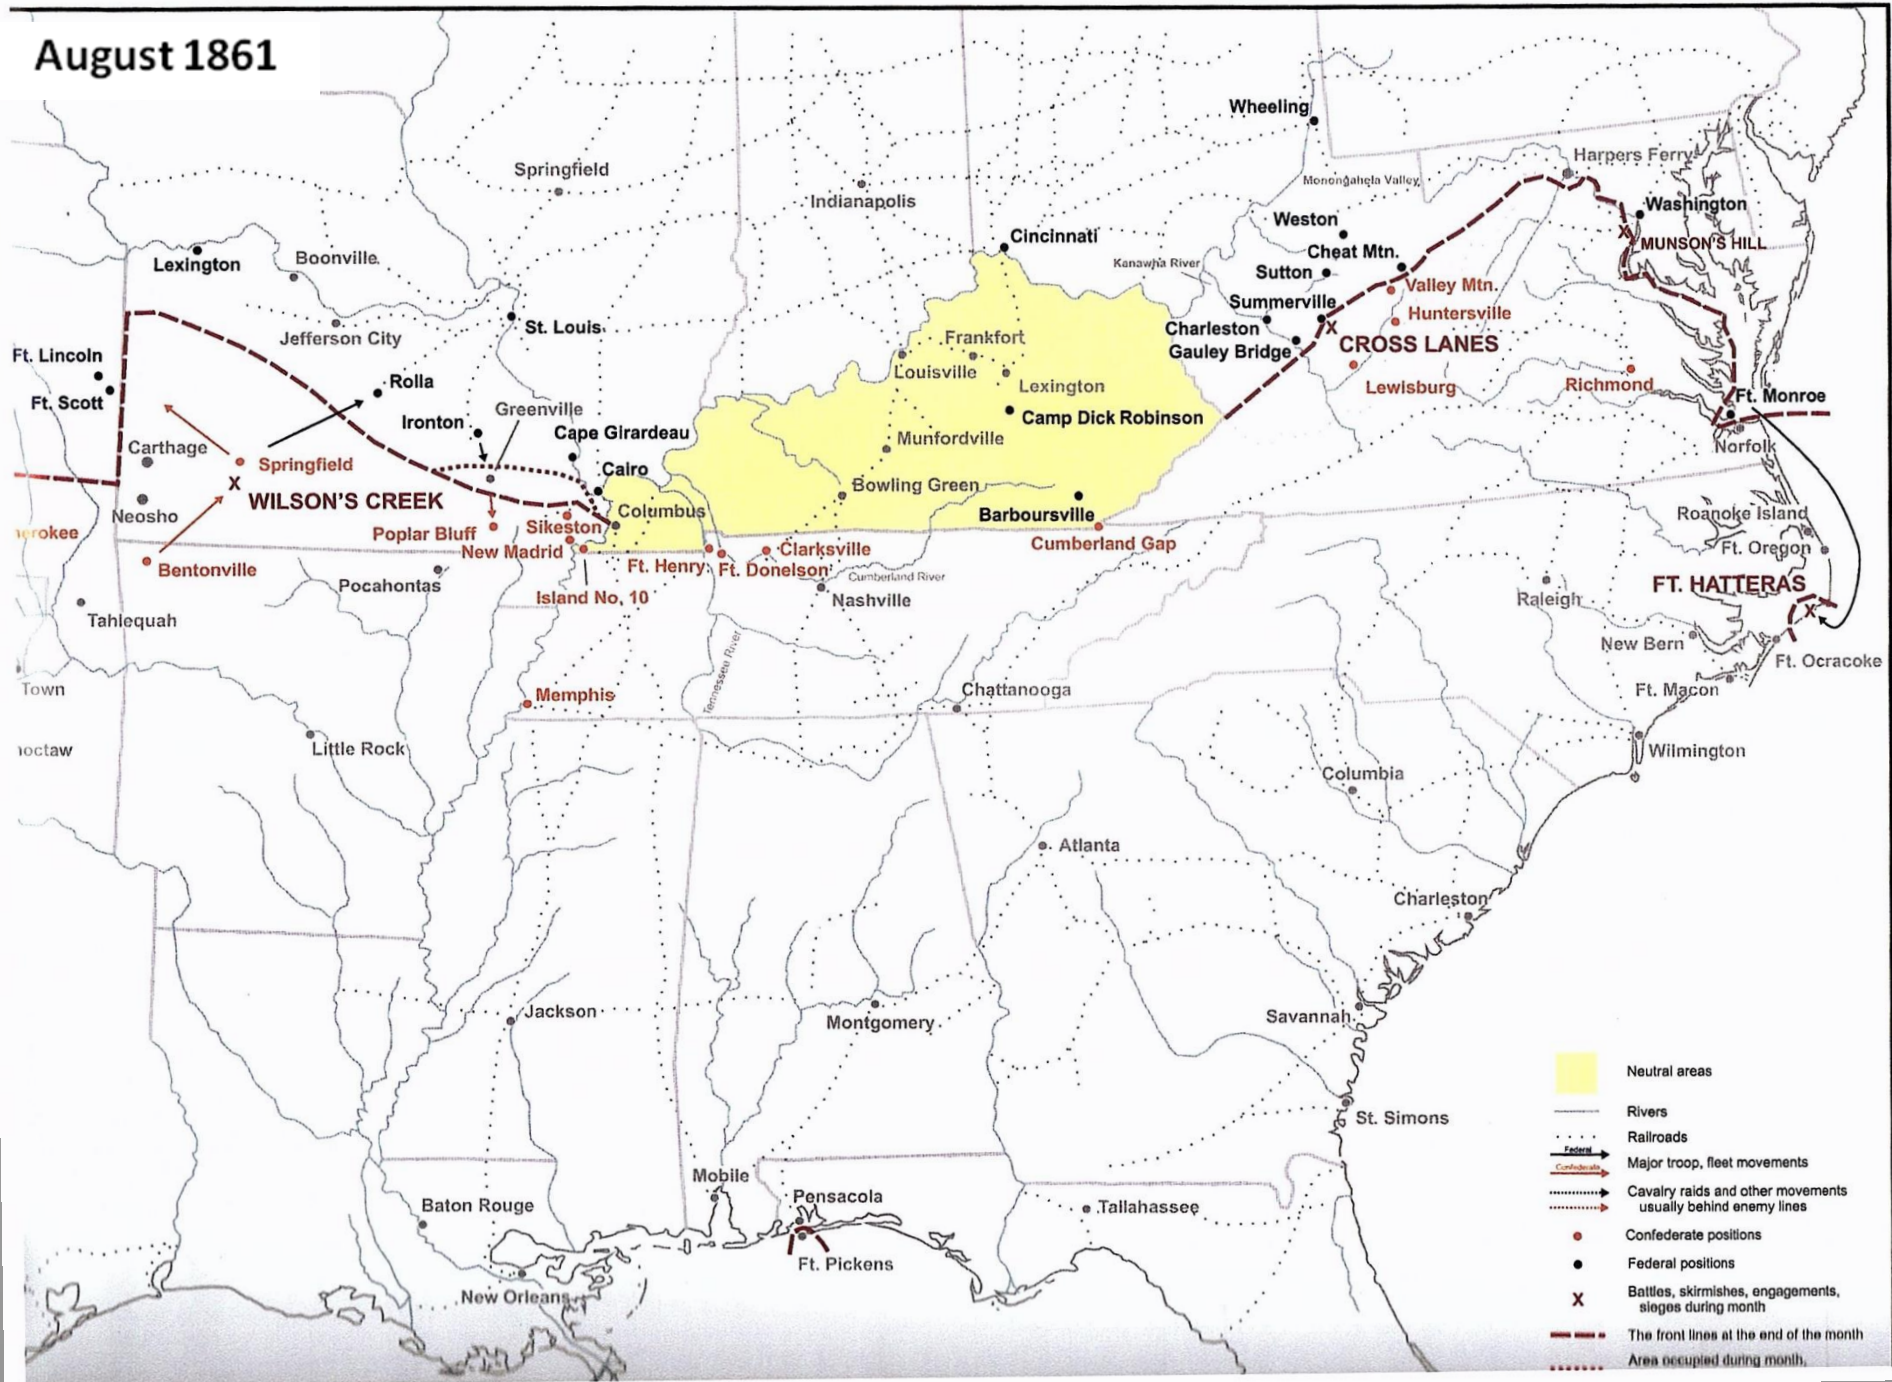 August 1861
Wheeling
Harpers Ferry
Springfield
Monongahela Valley
Indianapolis
Washington
Weston
Cincinnati
MUNSON'S HILL
Cheat Mtn.
Boonville
Lexington
Kanawha River
Sutton
Valley Mtn.
Summerville
Huntersville
St. Louis
Charleston
Jefferson City
Frankfort
CROSS LANES
Gauley Bridge
Ft. Lincoln
Louisville
Rolla
Lexington
Lewisburg
Richmond
Ft. Scott
Ft. Monroe
Greenville
Camp Dick Robinson
Ironton
Cape Girardeau
Munfordville
Carthage
Norfolk
Springfield
Cairo
Bowling Green
WILSON'S CREEK
Columbus
Neosho
Barboursville
Roanoke Island
Sikeston
erokee
Poplar Bluff
Cumberland Gap
Ft. Oregon
New Madrid
Clarksville
Bentonville
Ft. Henry
Ft. Donelson
Cumberland River
Pocahontas
FT. HATTERAS
Island No. 10
Nashville
Raleigh
Tahlequah
New Bern
Ft. Ocracoke
Tennessee River
Town
Memphis
Chattanooga
Ft. Macon
octaw
Little Rock
Wilmington
Columbia
Atlanta
Charleston
Jackson
Montgomery
Savannah
St. Simons
Mobile
Pensacola
Baton Rouge
Tallahassee
Ft. Pickens
New Orleans
Neutral areas
Rivers
Railroads
Federal
Confederate
Major troop, fleet movements
Cavalry raids and other movements
usually behind enemy lines
Confederate positions
Federal positions
X
Battles, skirmishes, engagements,
sieges during month
The front lines at the end of the month
Area occupied during month.
X
X
X
X